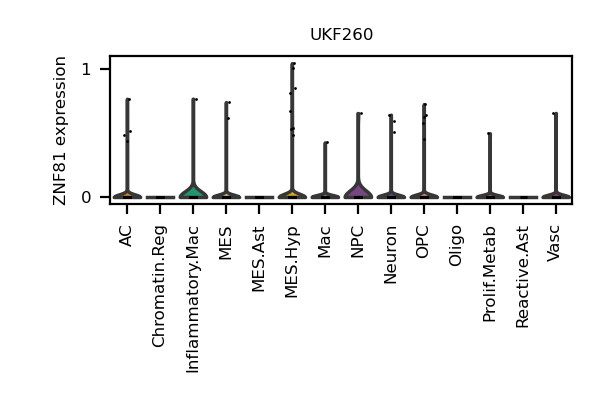 UKF260
ZNF81 expression
1
0
AC
Chromatin.Reg
Inflammatory.Mac
MES
MES.Ast
MES.Hyp
Mac
NPC
Neuron
OPC
Oligo
Prolif.Metab
Reactive.Ast
Vasc